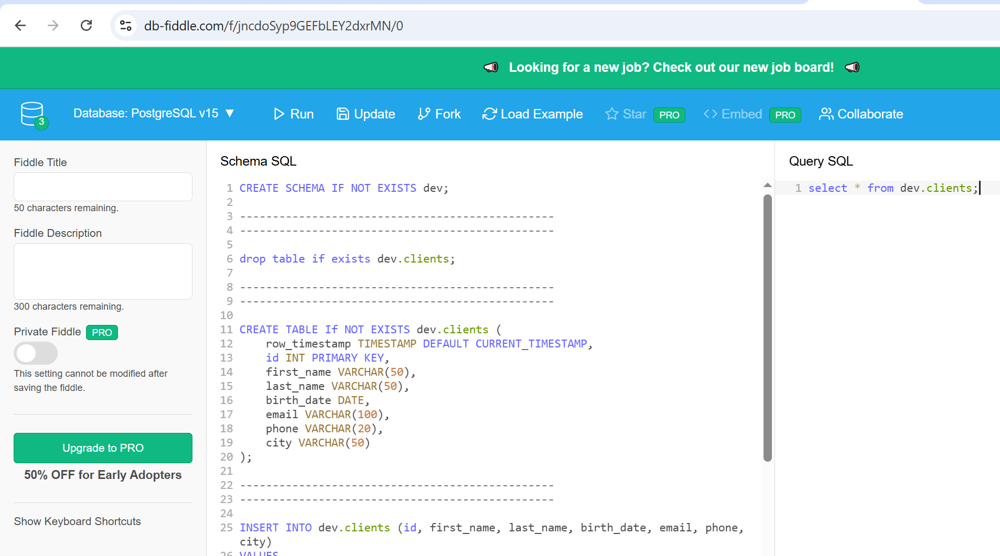 db-fiddle.com/f/jncdoSyp9GEFbLEY2dxrMN/0
Looking for a new job? Check out our new job board!
3
Database: PostgreSQL v15 ▼
Run
Update
Fork
Load Example
Star PRO
Embed PRO
Collaborate
Fiddle Title
50 characters remaining.
Fiddle Description
300 characters remaining.
Private Fiddle PRO
This setting cannot be modified after
saving the fiddle.
Upgrade to PRO
50% OFF for Early Adopters
Show Keyboard Shortcuts
Schema SQL
1 CREATE SCHEMA IF NOT EXISTS dev;
2
3 ------------------------------------------------
4 ------------------------------------------------
5
6 drop table if exists dev.clients;
7
8 ------------------------------------------------
9 ------------------------------------------------
10
11 CREATE TABLE If NOT EXISTS dev.clients (
12     row_timestamp TIMESTAMP DEFAULT CURRENT_TIMESTAMP,
13     id INT PRIMARY KEY,
14     first_name VARCHAR(50),
15     last_name VARCHAR(50),
16     birth_date DATE,
17     email VARCHAR(100),
18     phone VARCHAR(20),
19     city VARCHAR(50)
20 );
21
22 ------------------------------------------------
23 ------------------------------------------------
24
25 INSERT INTO dev.clients (id, first_name, last_name, birth_date, email, phone,
city)
26 VALUES
Query SQL
1 select * from dev.clients;